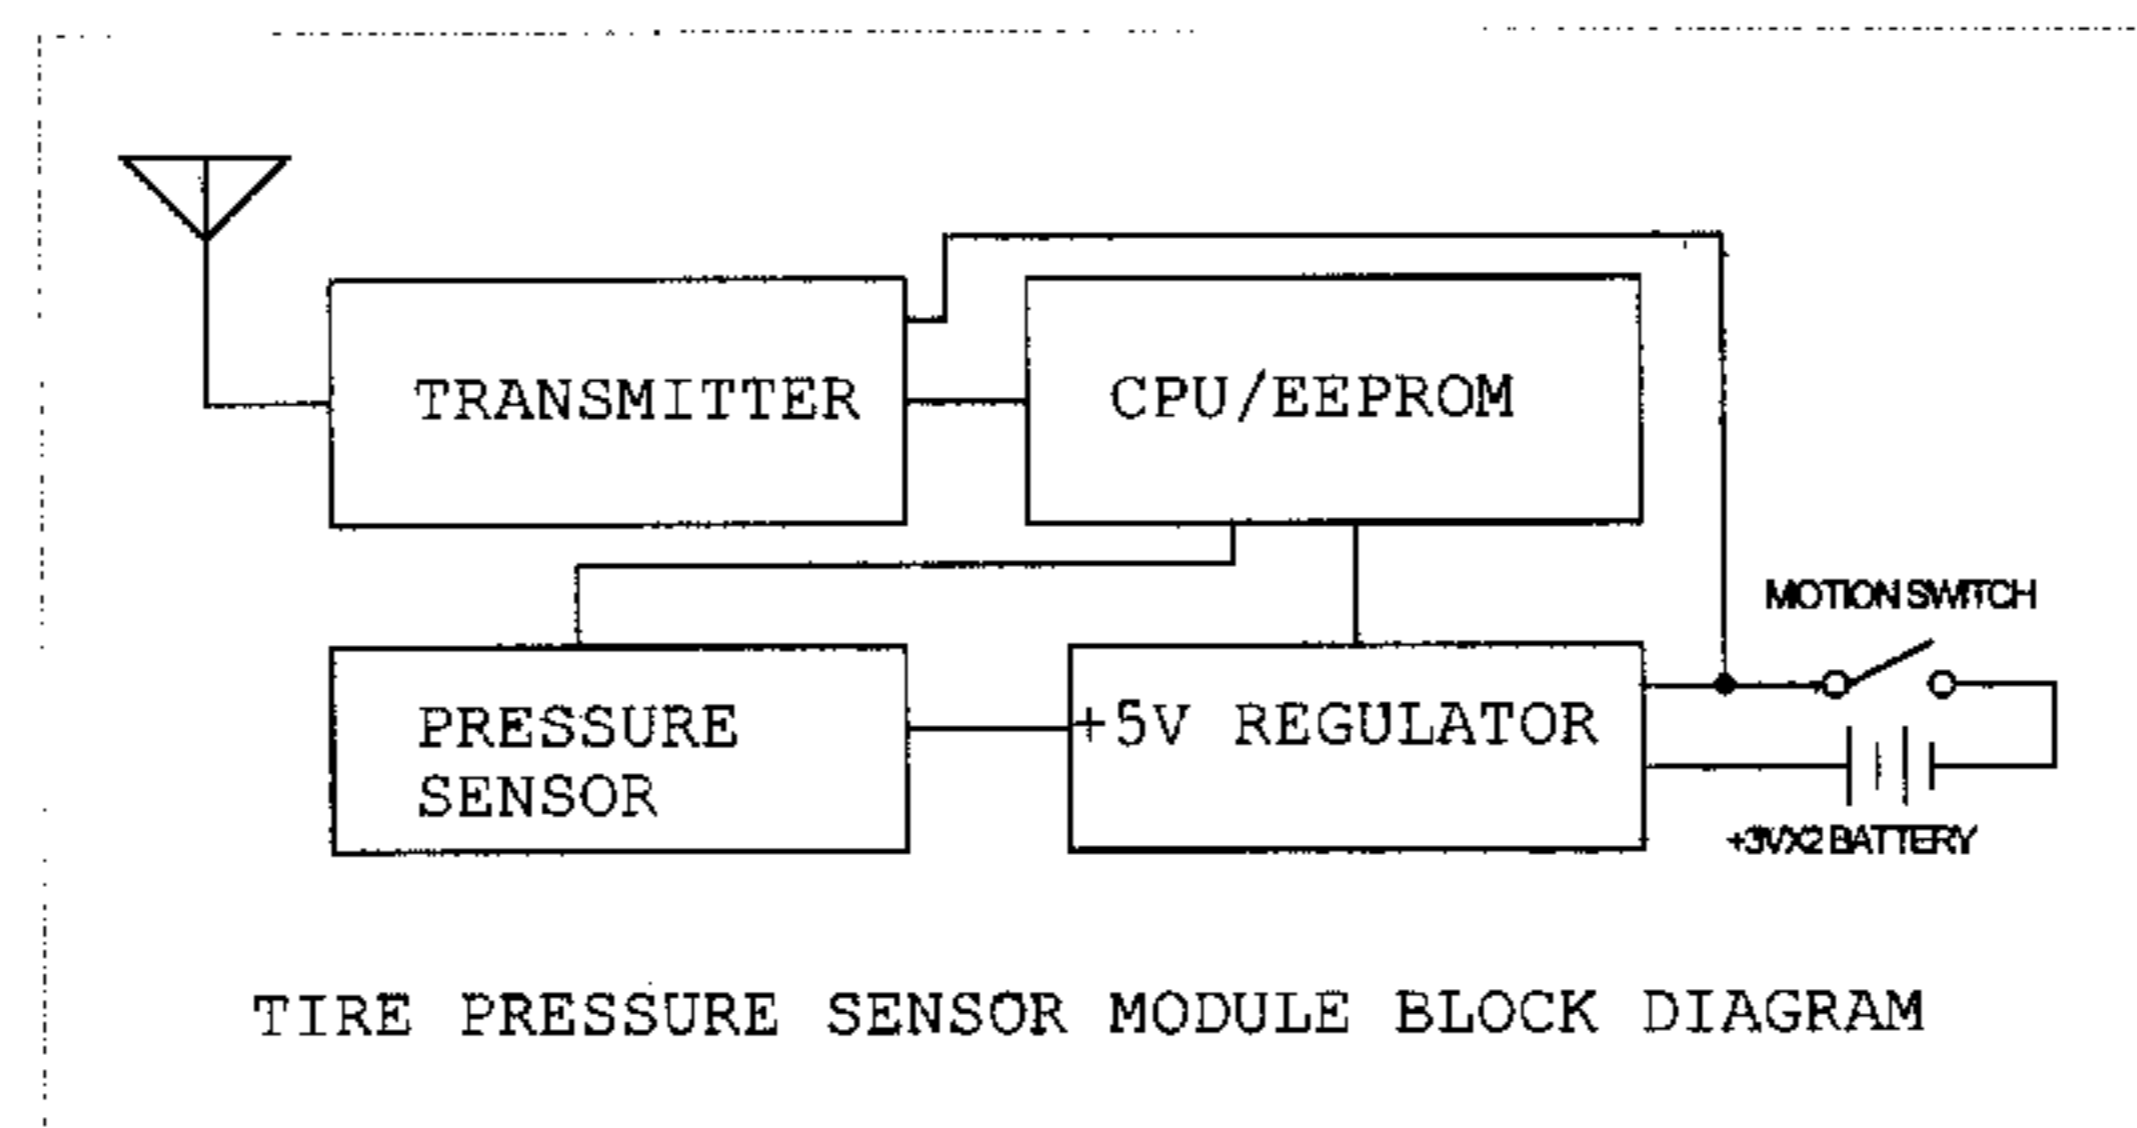 TRANSMITTER
CPU/EEPROM
MOTION SWITCH
PRESSURE
SENSOR
+5V REGULATOR
+3VX2 BATTERY
TIRE PRESSURE SENSOR MODULE BLOCK DIAGRAM